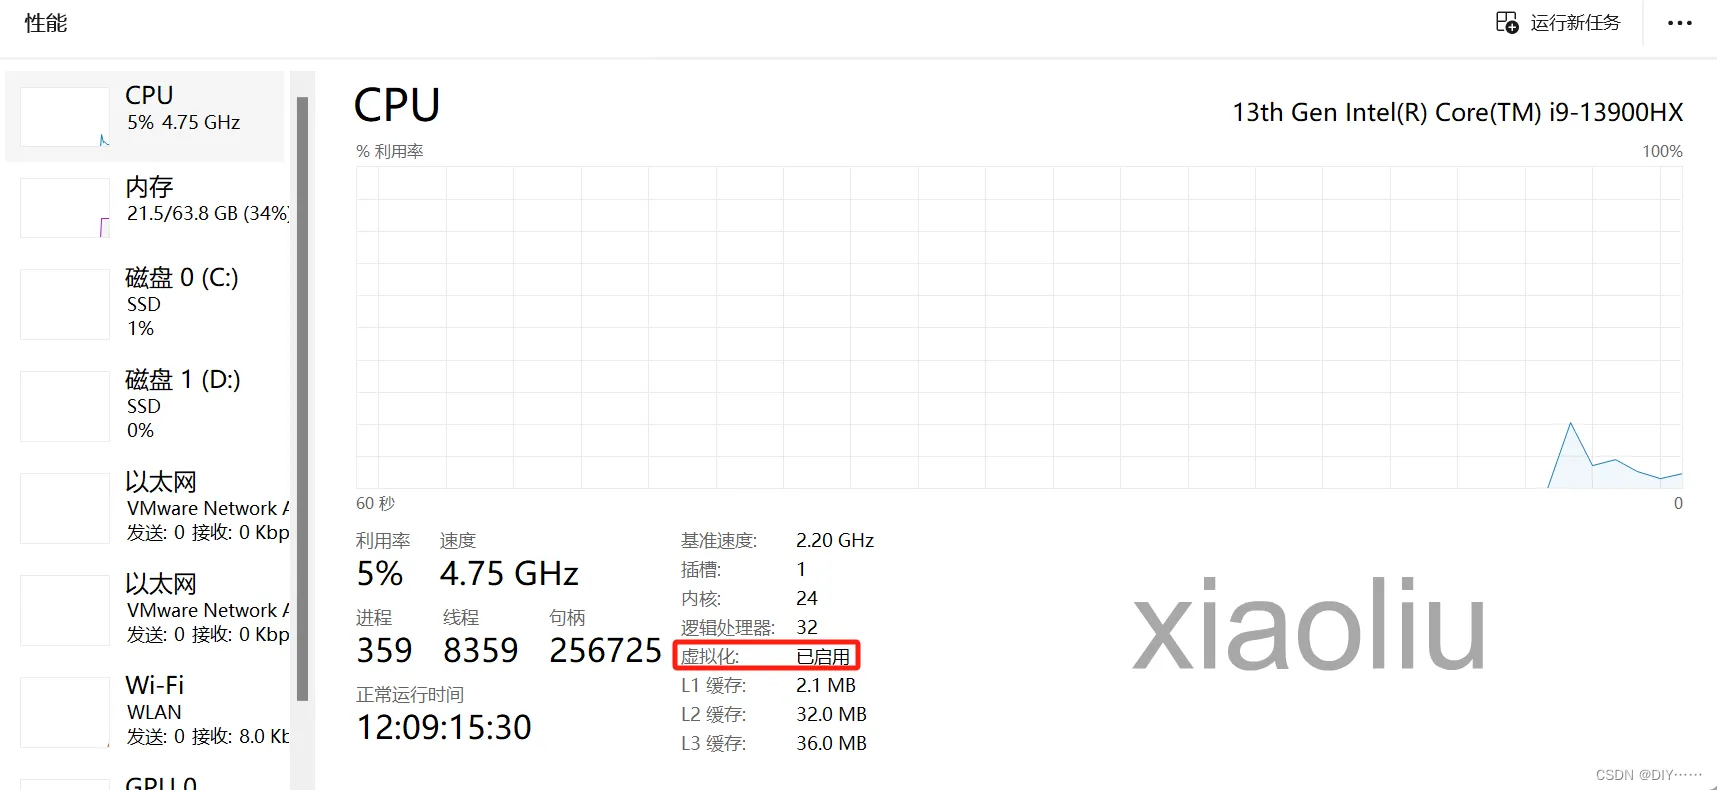 性能
运行新任务
CPU
5% 4.75 GHz
内存
21.5/63.8 GB (34%)
磁盘 0 (C:)
SSD
1%
磁盘 1 (D:)
SSD
0%
以太网
VMware Network A
发送: 0 接收: 0 Kbp
以太网
VMware Network A
发送: 0 接收: 0 Kbp
Wi-Fi
WLAN
发送: 0 接收: 8.0 Kb
GPU 0
CPU
13th Gen Intel(R) Core(TM) i9-13900HX
% 利用率
100%
60 秒
0
利用率 速度
5% 4.75 GHz
进程 线程 句柄
359 8359 256725
正常运行时间
12:09:15:30
基准速度: 2.20 GHz
插槽: 1
内核: 24
逻辑处理器: 32
虚拟化: 已启用
L1 缓存: 2.1 MB
L2 缓存: 32.0 MB
L3 缓存: 36.0 MB
xiaoliu
CSDN @DIY……